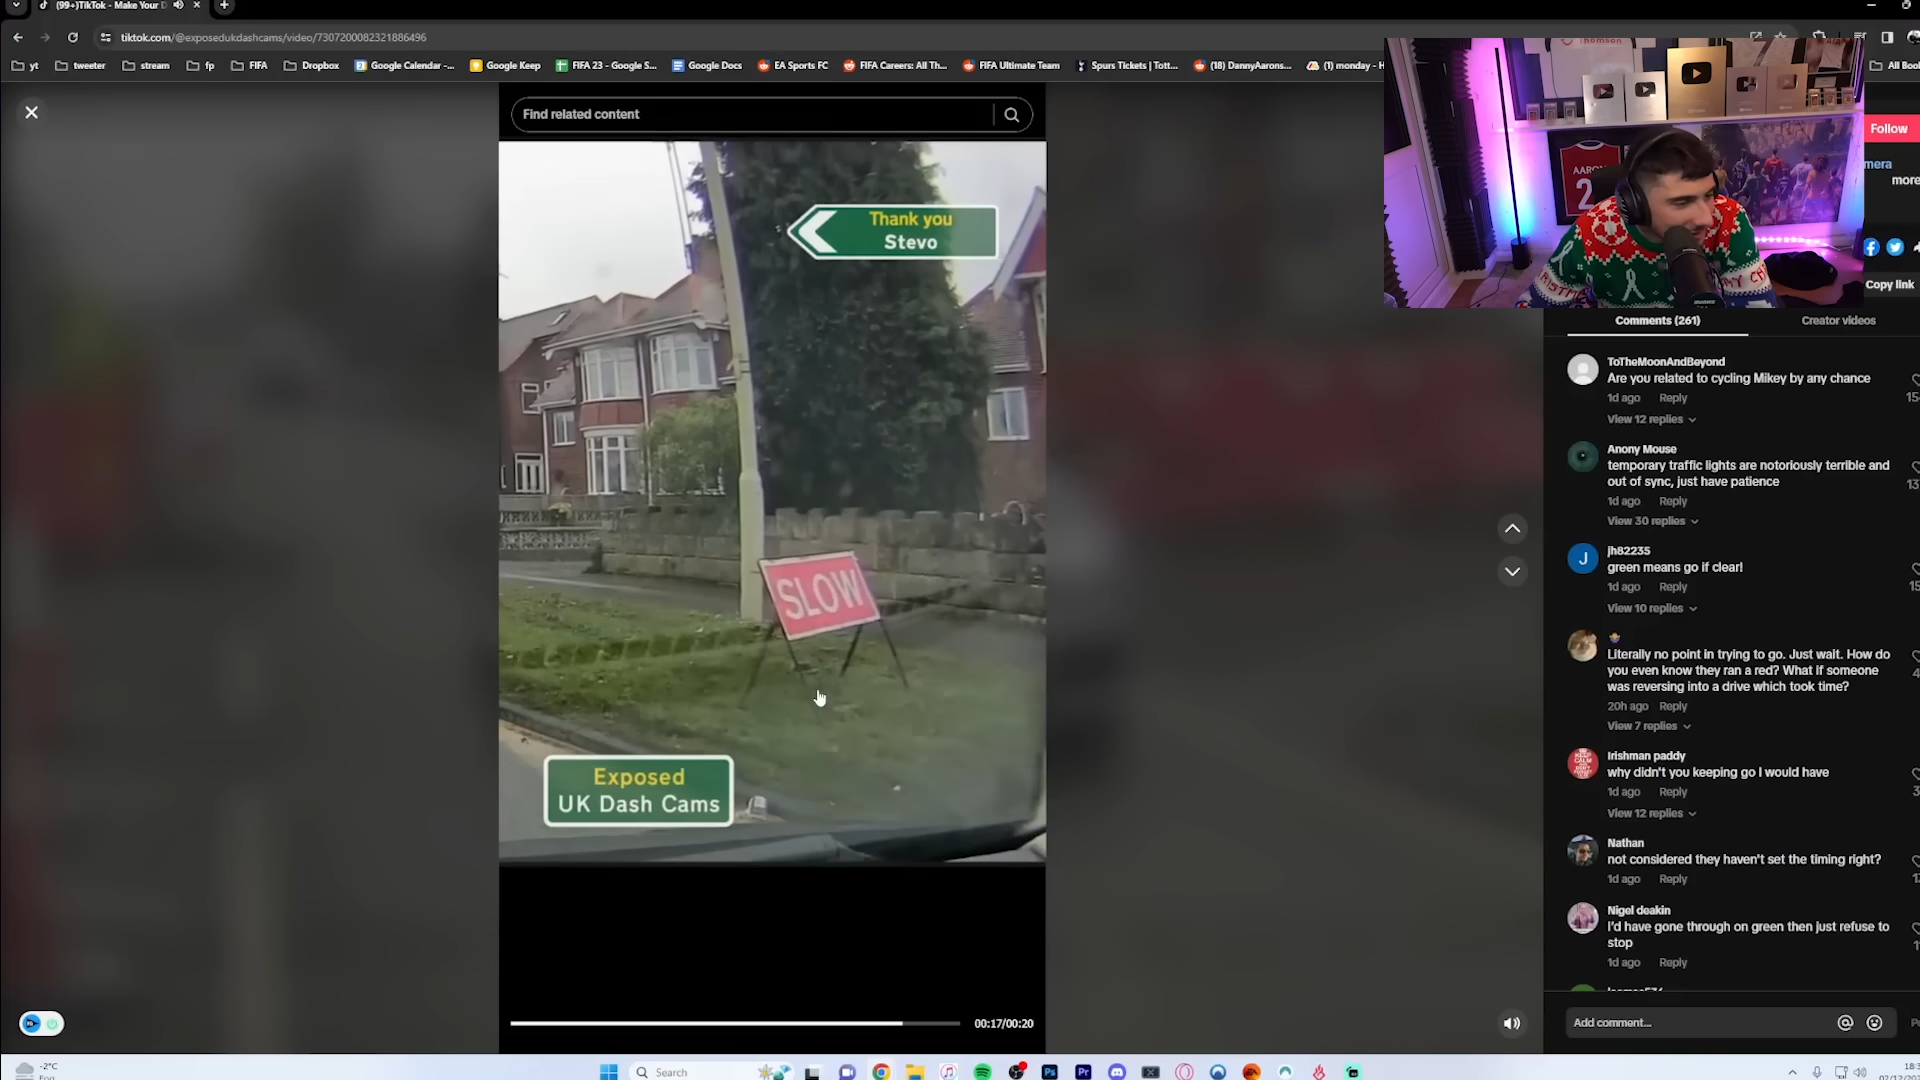 (99+)TikTok - Make Your D
tiktok.com/@exposedukdashcams/video/7307200082321886496
yt
tweeter
stream
fp
FIFA
Dropbox
Google Calendar -...
Google Keep
FIFA 23 - Google S...
Google Docs
EA Sports FC
FIFA Careers: All Th...
FIFA Ultimate Team
Spurs Tickets | Tott...
(18) DannyAarons...
(1) monday - H
All Boo
Find related content
Thank you
Stevo
SLOW
Exposed
UK Dash Cams
00:17/00:20
AARO
2
Follow
mera
more
Copy link
Comments (261)
Creator videos
ToTheMoonAndBeyond
Are you related to cycling Mikey by any chance
1d ago Reply
View 12 replies
Anony Mouse
temporary traffic lights are notoriously terrible and
out of sync, just have patience
1d ago Reply
View 30 replies
J
jh82235
green means go if clear!
1d ago Reply
View 10 replies
Literally no point in trying to go. Just wait. How do
you even know they ran a red? What if someone
was reversing into a drive which took time?
20h ago Reply
View 7 replies
Irishman paddy
why didn't you keeping go I would have
1d ago Reply
View 12 replies
Nathan
not considered they haven't set the timing right?
1d ago Reply
Nigel deakin
I'd have gone through on green then just refuse to
stop
1d ago Reply
Add comment...
-2°C
Fog
Search
Ps
Pr